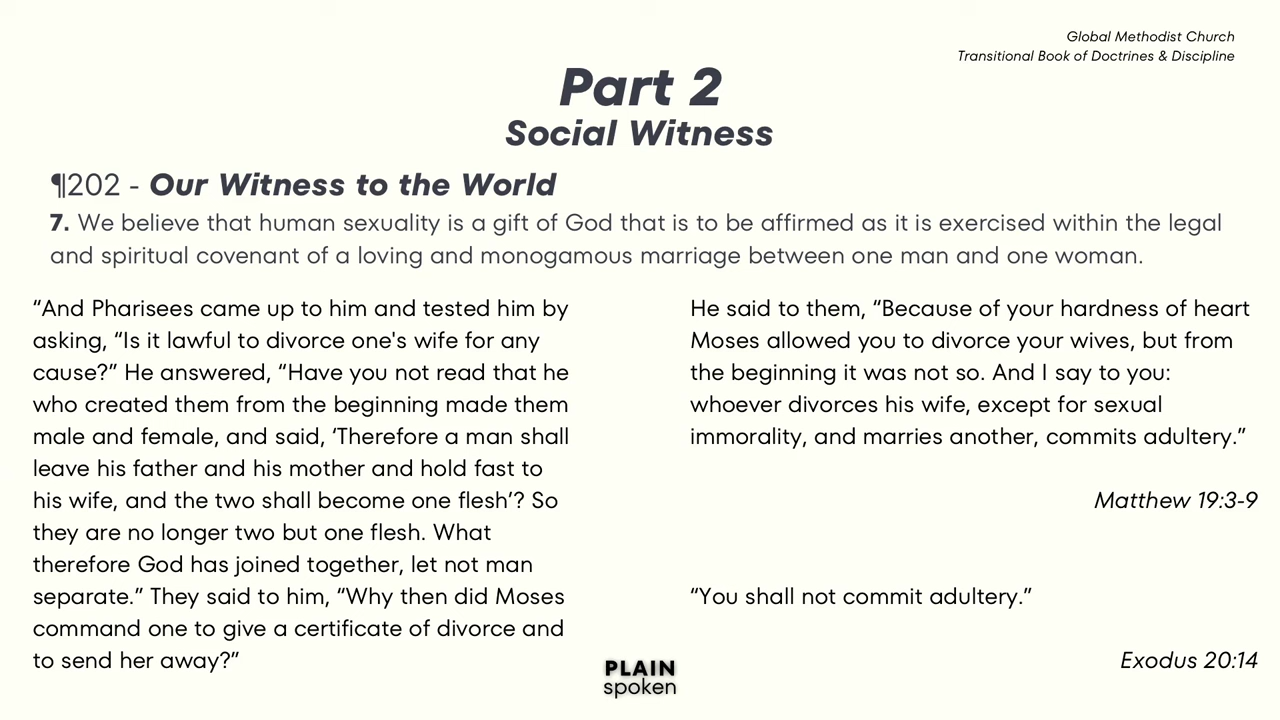 Global Methodist Church
Transitional Book of Doctrines & Discipline
Part 2
Social Witness
¶202 - Our Witness to the World
7. We believe that human sexuality is a gift of God that is to be affirmed as it is exercised within the legal
and spiritual covenant of a loving and monogamous marriage between one man and one woman.
“And Pharisees came up to him and tested him by
asking, “Is it lawful to divorce one's wife for any
cause?” He answered, “Have you not read that he
who created them from the beginning made them
male and female, and said, ‘Therefore a man shall
leave his father and his mother and hold fast to
his wife, and the two shall become one flesh’? So
they are no longer two but one flesh. What
therefore God has joined together, let not man
separate.” They said to him, “Why then did Moses
command one to give a certificate of divorce and
to send her away?”
He said to them, “Because of your hardness of heart
Moses allowed you to divorce your wives, but from
the beginning it was not so. And I say to you:
whoever divorces his wife, except for sexual
immorality, and marries another, commits adultery.”
Matthew 19:3-9
“You shall not commit adultery.”
Exodus 20:14
PLAIN
spoken